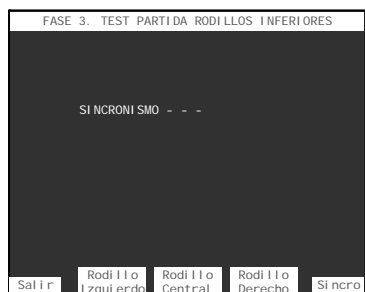 FASE 3. TEST PARTIDA RODILLOS INFERIORES
SINCRONISMO - - -
Salir
Rodillo
Izquierdo
Rodillo
Central
Rodillo
Derecho
Sincro